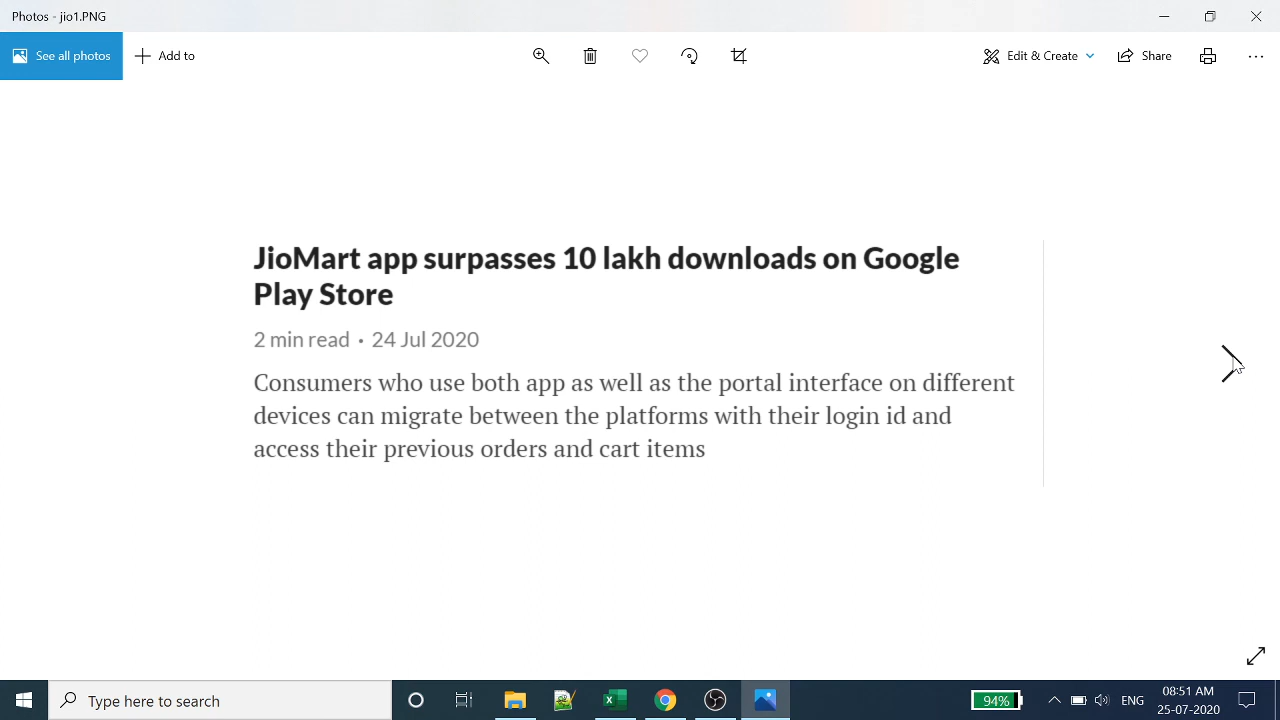 Photos - jio1.PNG
See all photos
Add to
Edit & Create
Share
JioMart app surpasses 10 lakh downloads on Google
Play Store
2 min read • 24 Jul 2020
Consumers who use both app as well as the portal interface on different
devices can migrate between the platforms with their login id and
access their previous orders and cart items
Type here to search
94%
ENG
08:51 AM
25-07-2020